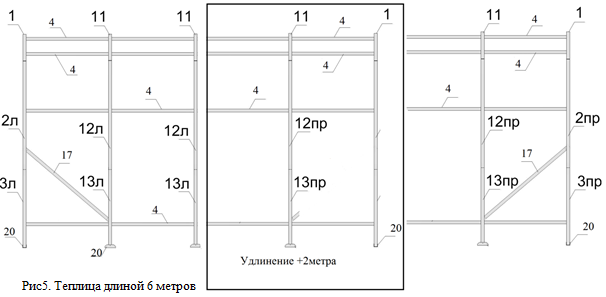 1 11 11 11 1 11 1
4 4 4
4 4 4
4 4 4
2л 12л 12л 12пр 12пр 2пр
17 17
3л 13л 13л 13пр 13пр 3пр
4
20 20 20 20
Удлинение +2метра
Рис5. Теплица длиной 6 метров